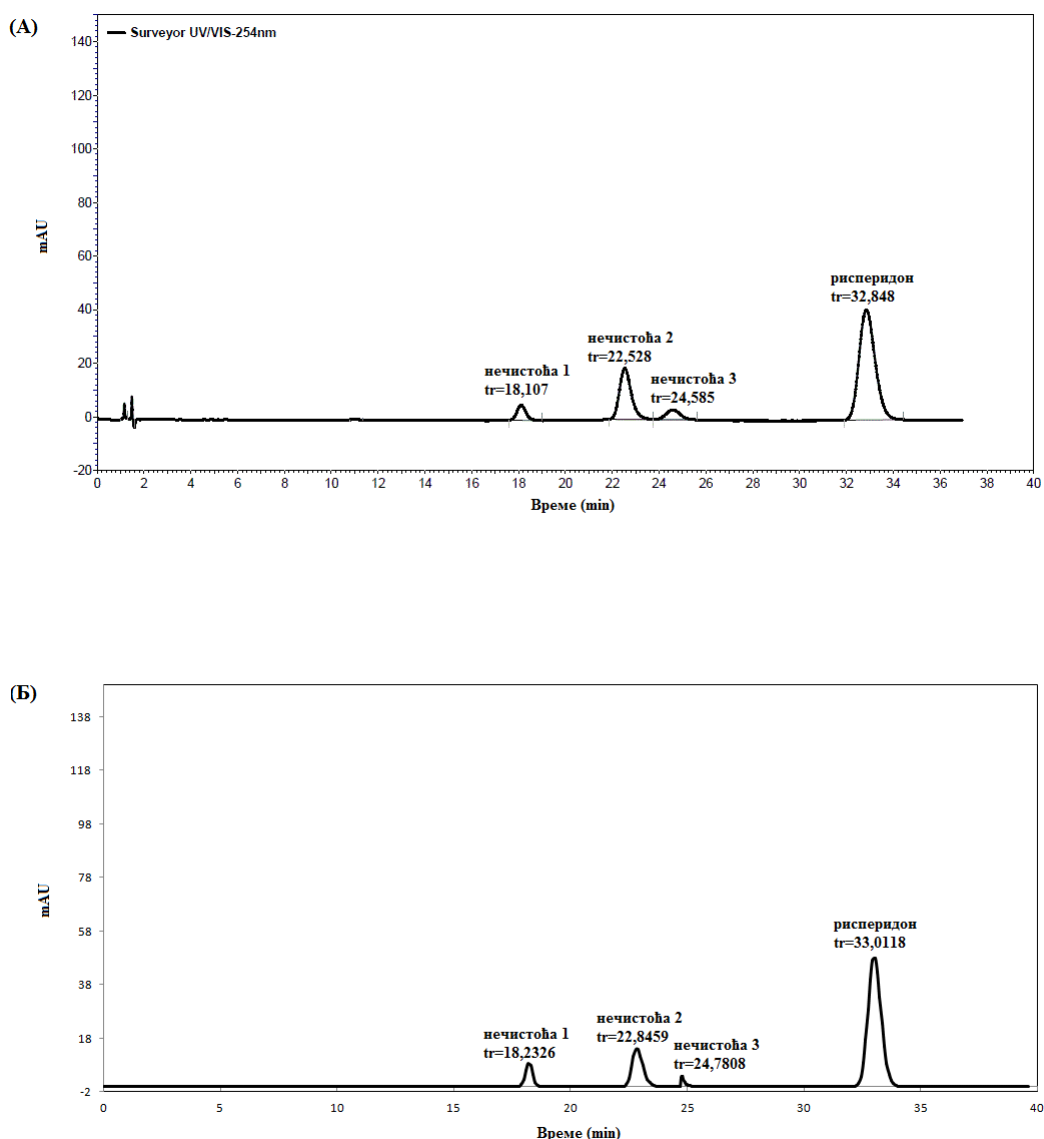 (А)
Surveyor UV/VIS-254nm
140
120
100
80
60
40
20
0
-20
mAU
рисперидон
tr=32,848
нечистоћа 2
tr=22,528
нечистоћа 1
tr=18,107
нечистоћа 3
tr=24,585
0 2 4 6 8 10 12 14 16 18 20 22 24 26 28 30 32 34 36 38 40
Време (min)
(Б)
138
118
98
78
58
38
18
-2
mAU
рисперидон
tr=33,0118
нечистоћа 2
tr=22,8459
нечистоћа 1
tr=18,2326
нечистоћа 3
tr=24,7808
0 5 10 15 20 25 30 35 40
Време (min)